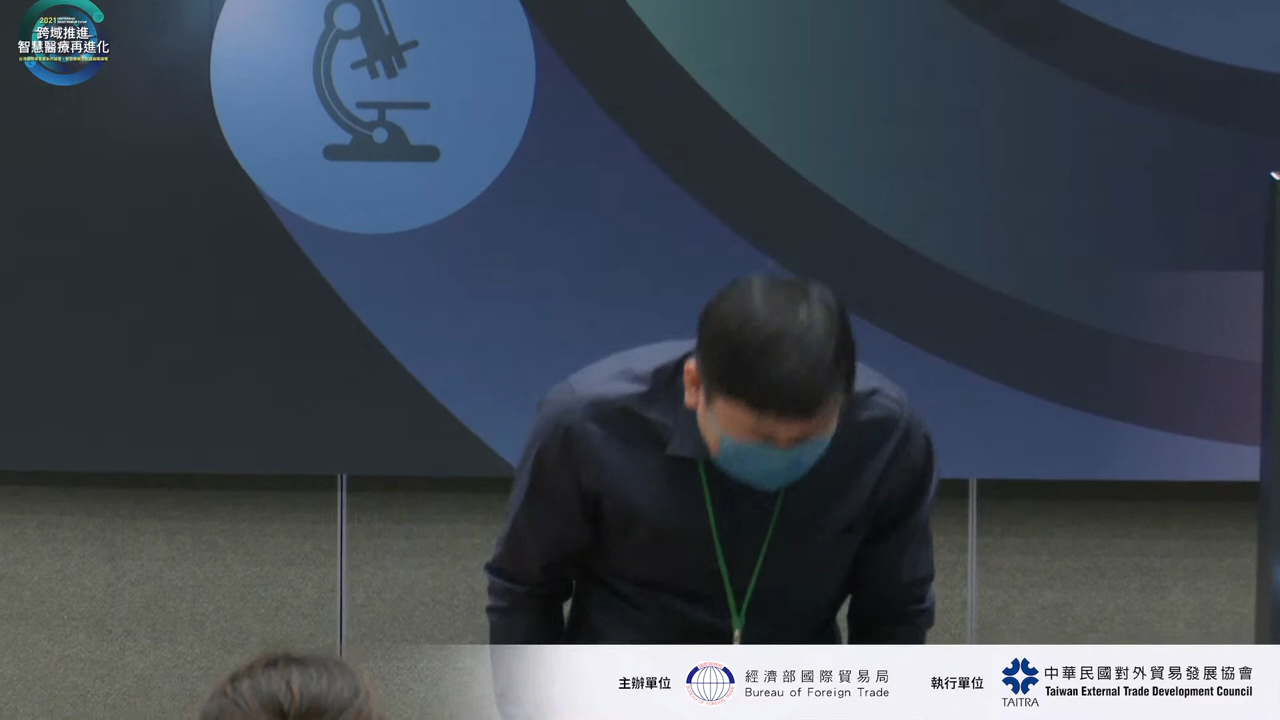 2021
跨域推進
智慧醫療再進化
主辦單位
經濟部國際貿易局
Bureau of Foreign Trade
執行單位
TAITRA
中華民國對外貿易發展協會
Taiwan External Trade Development Council